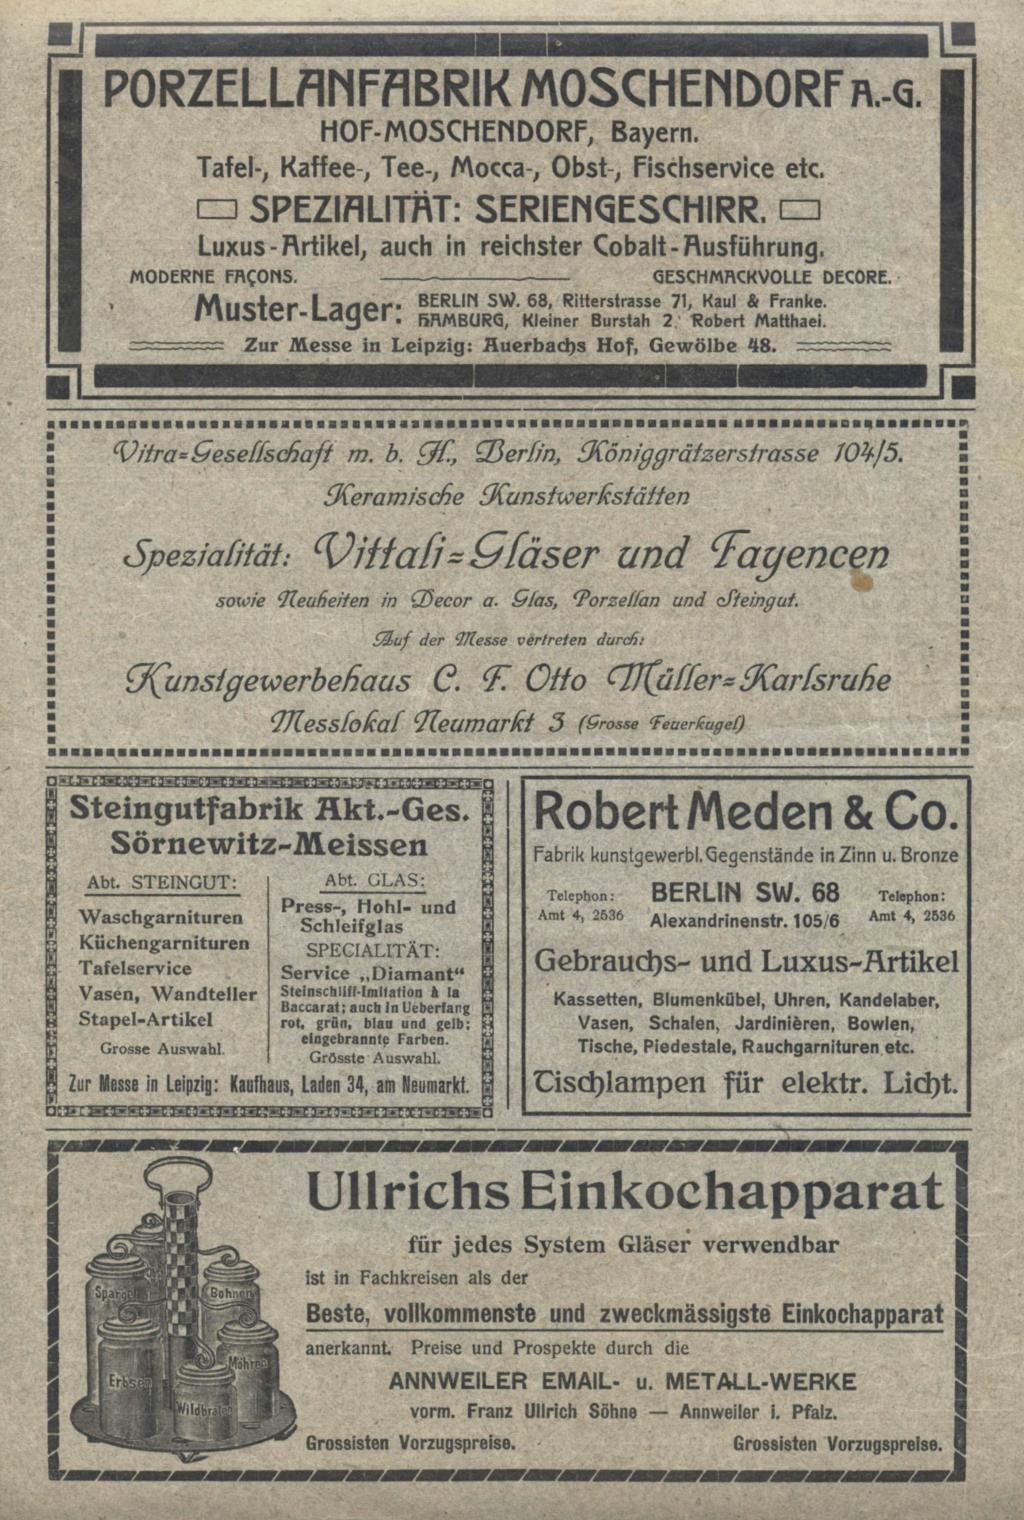 PORZELLANFABRIK MOSCHENDORF A.-G.
HOF-MOSCHENDORF, Bayern.
Tafel-, Kaffee-, Tee-, Mocca-, Obst-, Fischservice etc.
SPEZIALITÄT: SERIENGESCHIRR.
Luxus-Artikel, auch in reichster Cobalt-Ausführung.
MODERNE FAÇONS. GESCHMACKVOLLE DECORE.
Muster-Lager: BERLIN SW. 68, Ritterstrasse 71, Kaul & Franke.
HAMBURG, Kleiner Burstah 2, Robert Matthaei.
Zur Messe in Leipzig: Auerbachs Hof, Gewölbe 48.
Vitra=Gesellschaft m. b. H., Berlin, Königgrätzerstrasse 104/5.
Keramische Kunstwerkstätten
Spezialität: Vittali=Gläser und Fayencen
sowie Neuheiten in Decor a. Glas, Porzellan und Steingut.
Auf der Messe vertreten durch:
Kunstgewerbehaus C. F. Otto Müller=Karlsruhe
Messlokal Neumarkt 3 (Grosse Feuerkugel)
Steingutfabrik Akt.-Ges.
Sörnewitz-Meissen
Abt. STEINGUT:
Waschgarnituren
Küchengarnituren
Tafelservice
Vasen, Wandteller
Stapel-Artikel
Grosse Auswahl.
Abt. GLAS:
Press-, Hohl- und
Schleifglas
SPECIALITÄT:
Service „Diamant“
Steinschliff-Imitation à la
Baccarat; auch in Ueberfang
rot, grün, blau und gelb;
eingebrannte Farben.
Grösste Auswahl.
Zur Messe in Leipzig: Kaufhaus, Laden 34, am Neumarkt.
Robert Meden & Co.
Fabrik kunstgewerbl. Gegenstände in Zinn u. Bronze
Telephon:
Amt 4, 2536
BERLIN SW. 68
Alexandrinenstr. 105/6
Telephon:
Amt 4, 2536
Gebrauchs- und Luxus-Artikel
Kassetten, Blumenkübel, Uhren, Kandelaber,
Vasen, Schalen, Jardinièren, Bowlen,
Tische, Piedestale, Rauchgarnituren etc.
Tischlampen für elektr. Licht.
Spargel
Bohnen
Erbsen
Möhren
Wildbraten
Ullrichs Einkochapparat
für jedes System Gläser verwendbar
ist in Fachkreisen als der
Beste, vollkommenste und zweckmässigste Einkochapparat
anerkannt. Preise und Prospekte durch die
ANNWEILER EMAIL- u. METALL-WERKE
vorm. Franz Ullrich Söhne — Annweiler i. Pfalz.
Grossisten Vorzugspreise. Grossisten Vorzugspreise.